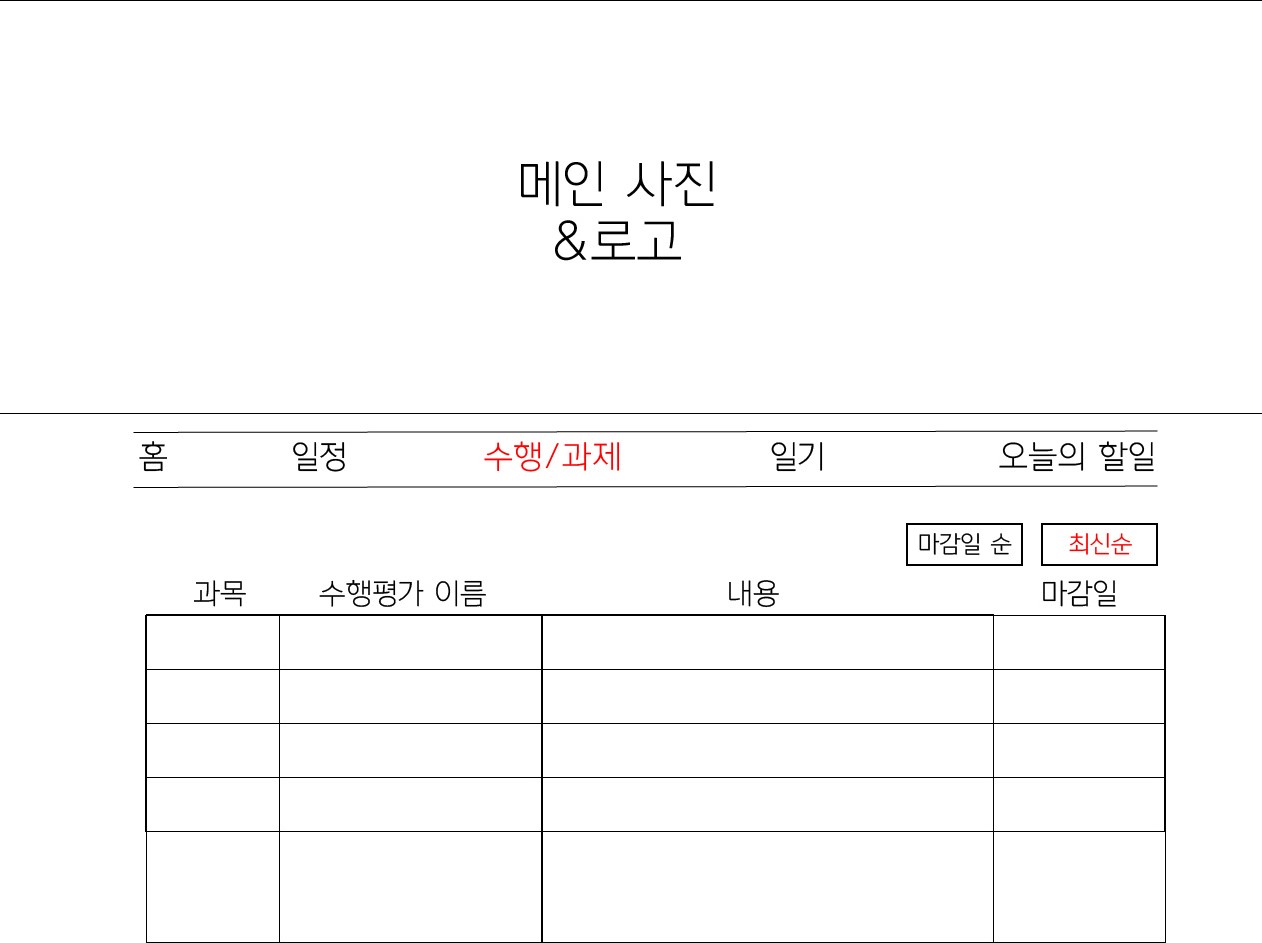 메인 사진
&로고
홈 일정 수행/과제 일기 오늘의 할일
마감일 순 최신순
과목 수행평가 이름 내용 마감일